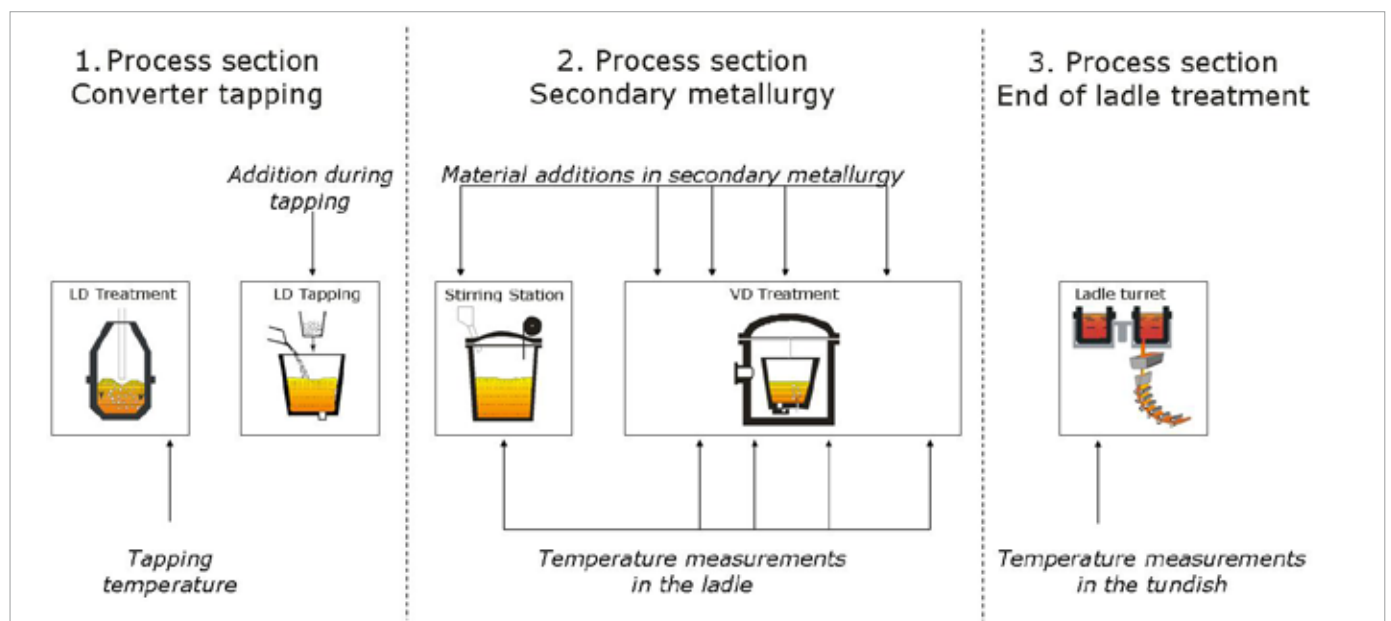 1. Process section
Converter tapping
2. Process section
Secondary metallurgy
3. Process section
End of ladle treatment
Addition during
tapping
Material additions in secondary metallurgy
LD Treatment
LD Tapping
Stirring Station
VD Treatment
Ladle turret
Tapping
temperature
Temperature measurements
in the ladle
Temperature measurements
in the tundish